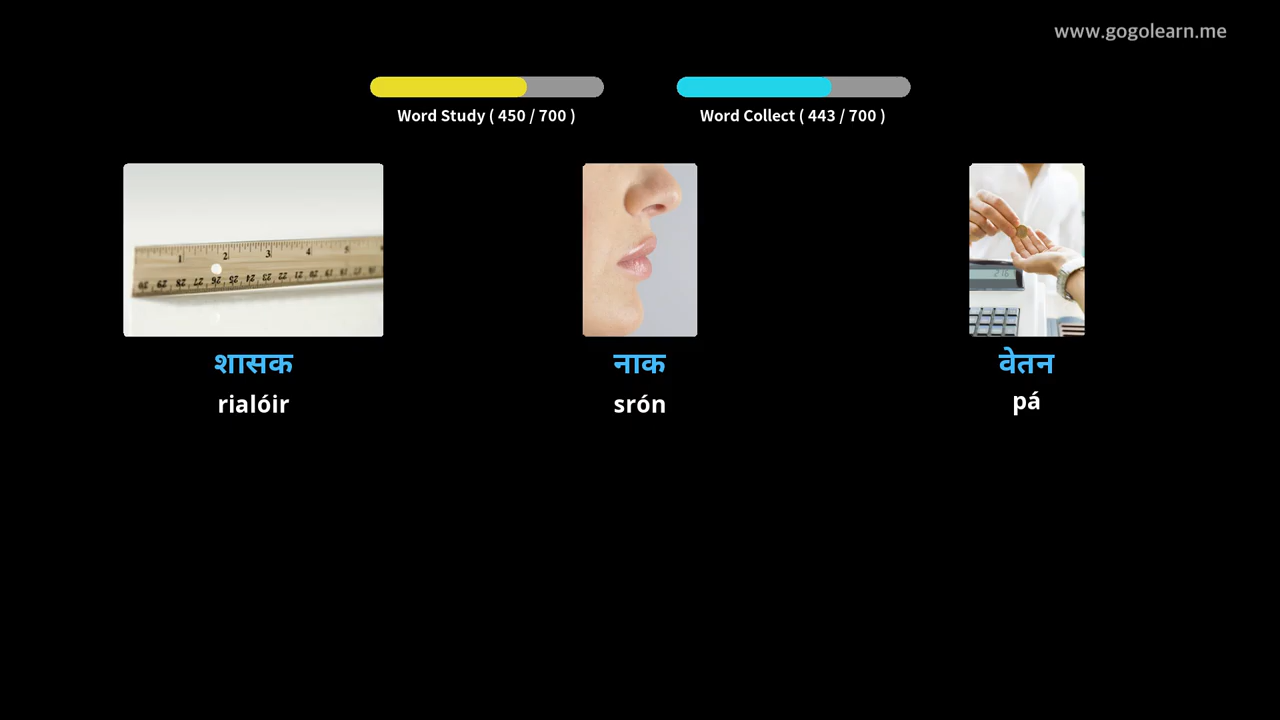 www.gogolearn.me
Word Study ( 450 / 700 )
Word Collect ( 443 / 700 )
शासक
rialóir
नाक
srón
वेतन
pá